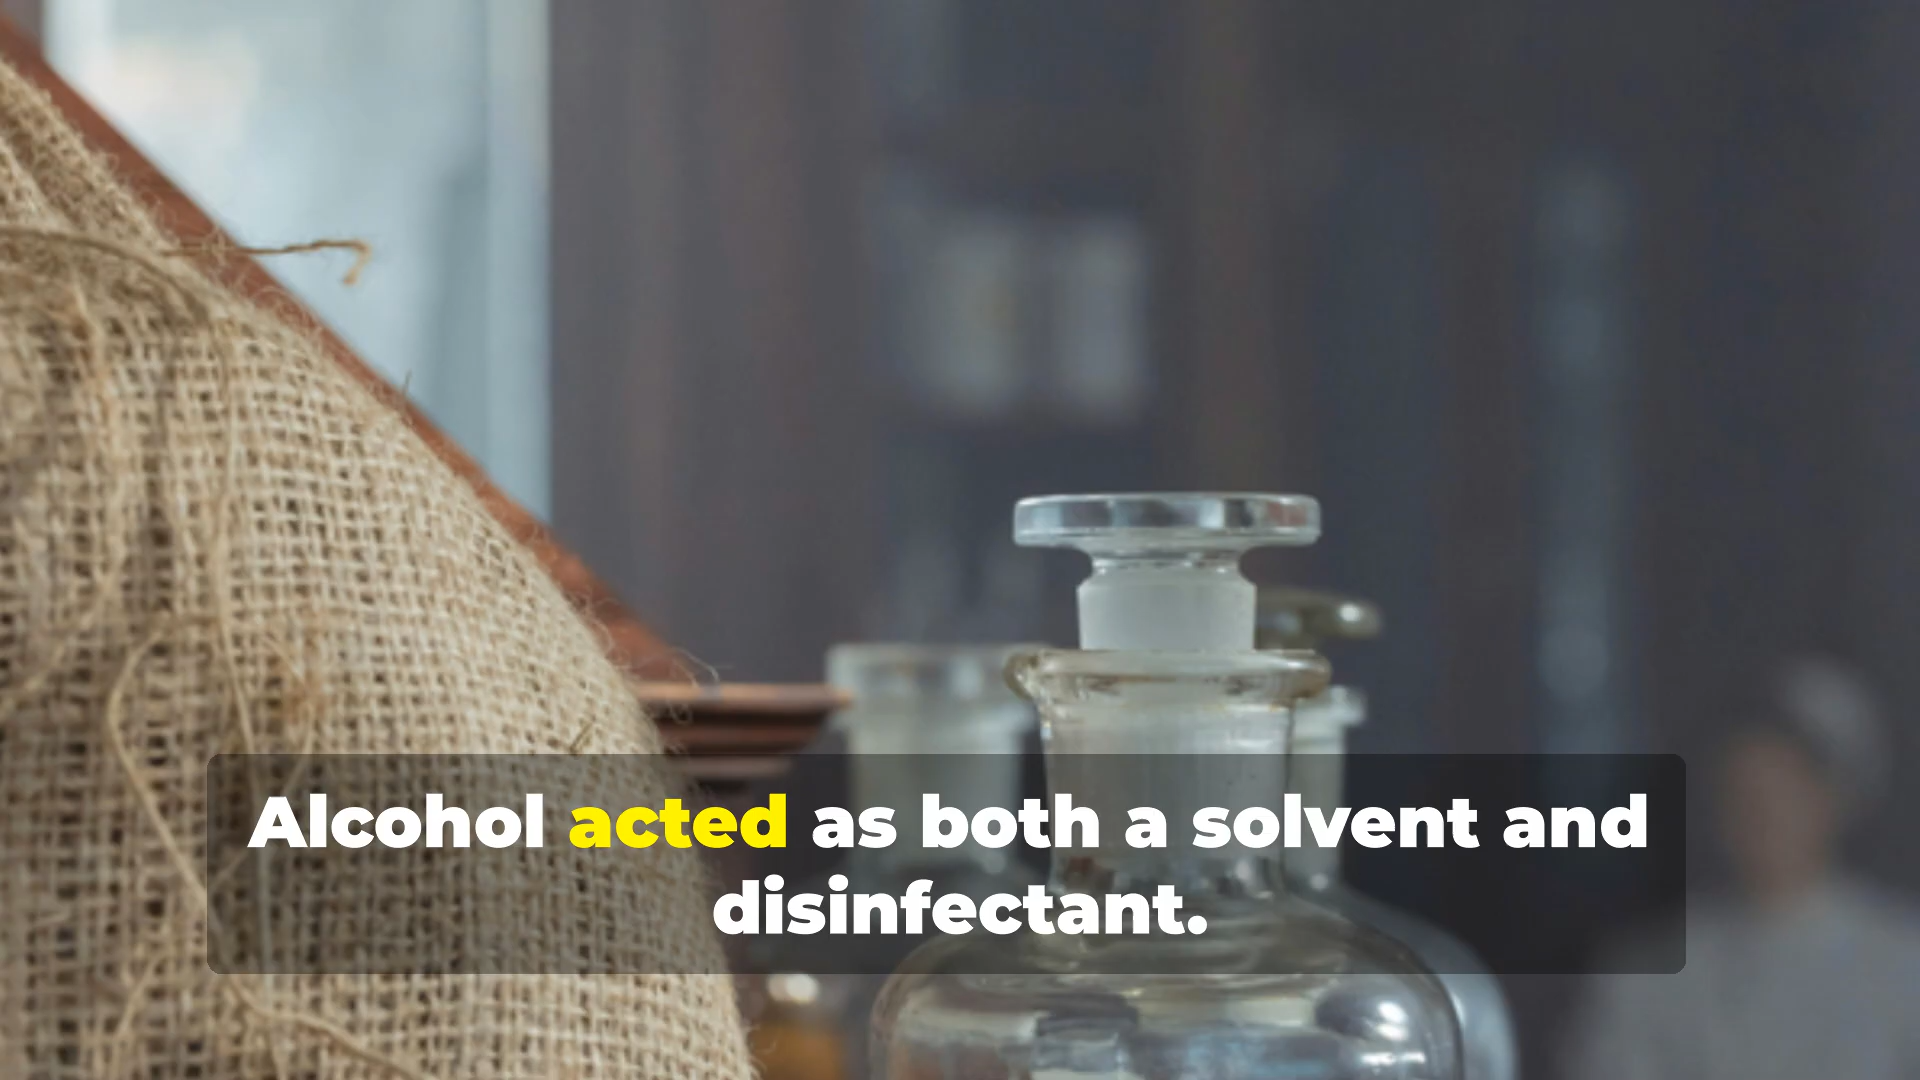 Alcohol acted as both a solvent and
disinfectant.